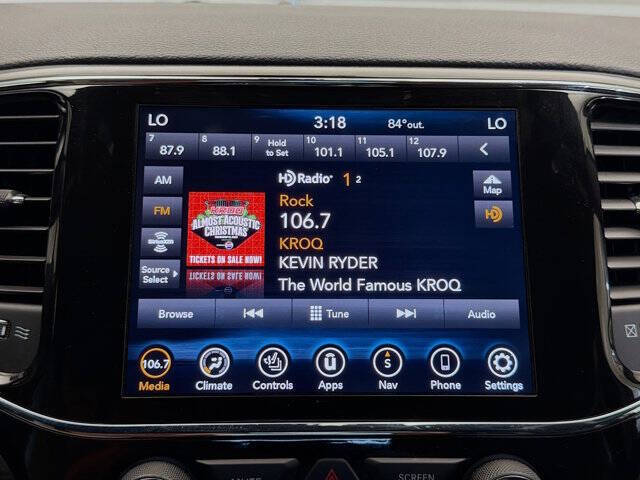 LO 3:18 84°out. LO
7 87.9 8 88.1 9 Hold to Set 10 101.1 11 105.1 12 107.9
AM
HD Radio 1 2
Map
Rock
FM
106.7
HD
KROQ
ALMOST ACOUSTIC
CHRISTMAS
TICKETS ON SALE NOW!
KROQ
SiriusXM
KEVIN RYDER
Source
Select
The World Famous KROQ
Browse Tune Audio
106.7 U S
Media Climate Controls Apps Nav Phone Settings
MUTE SCREEN